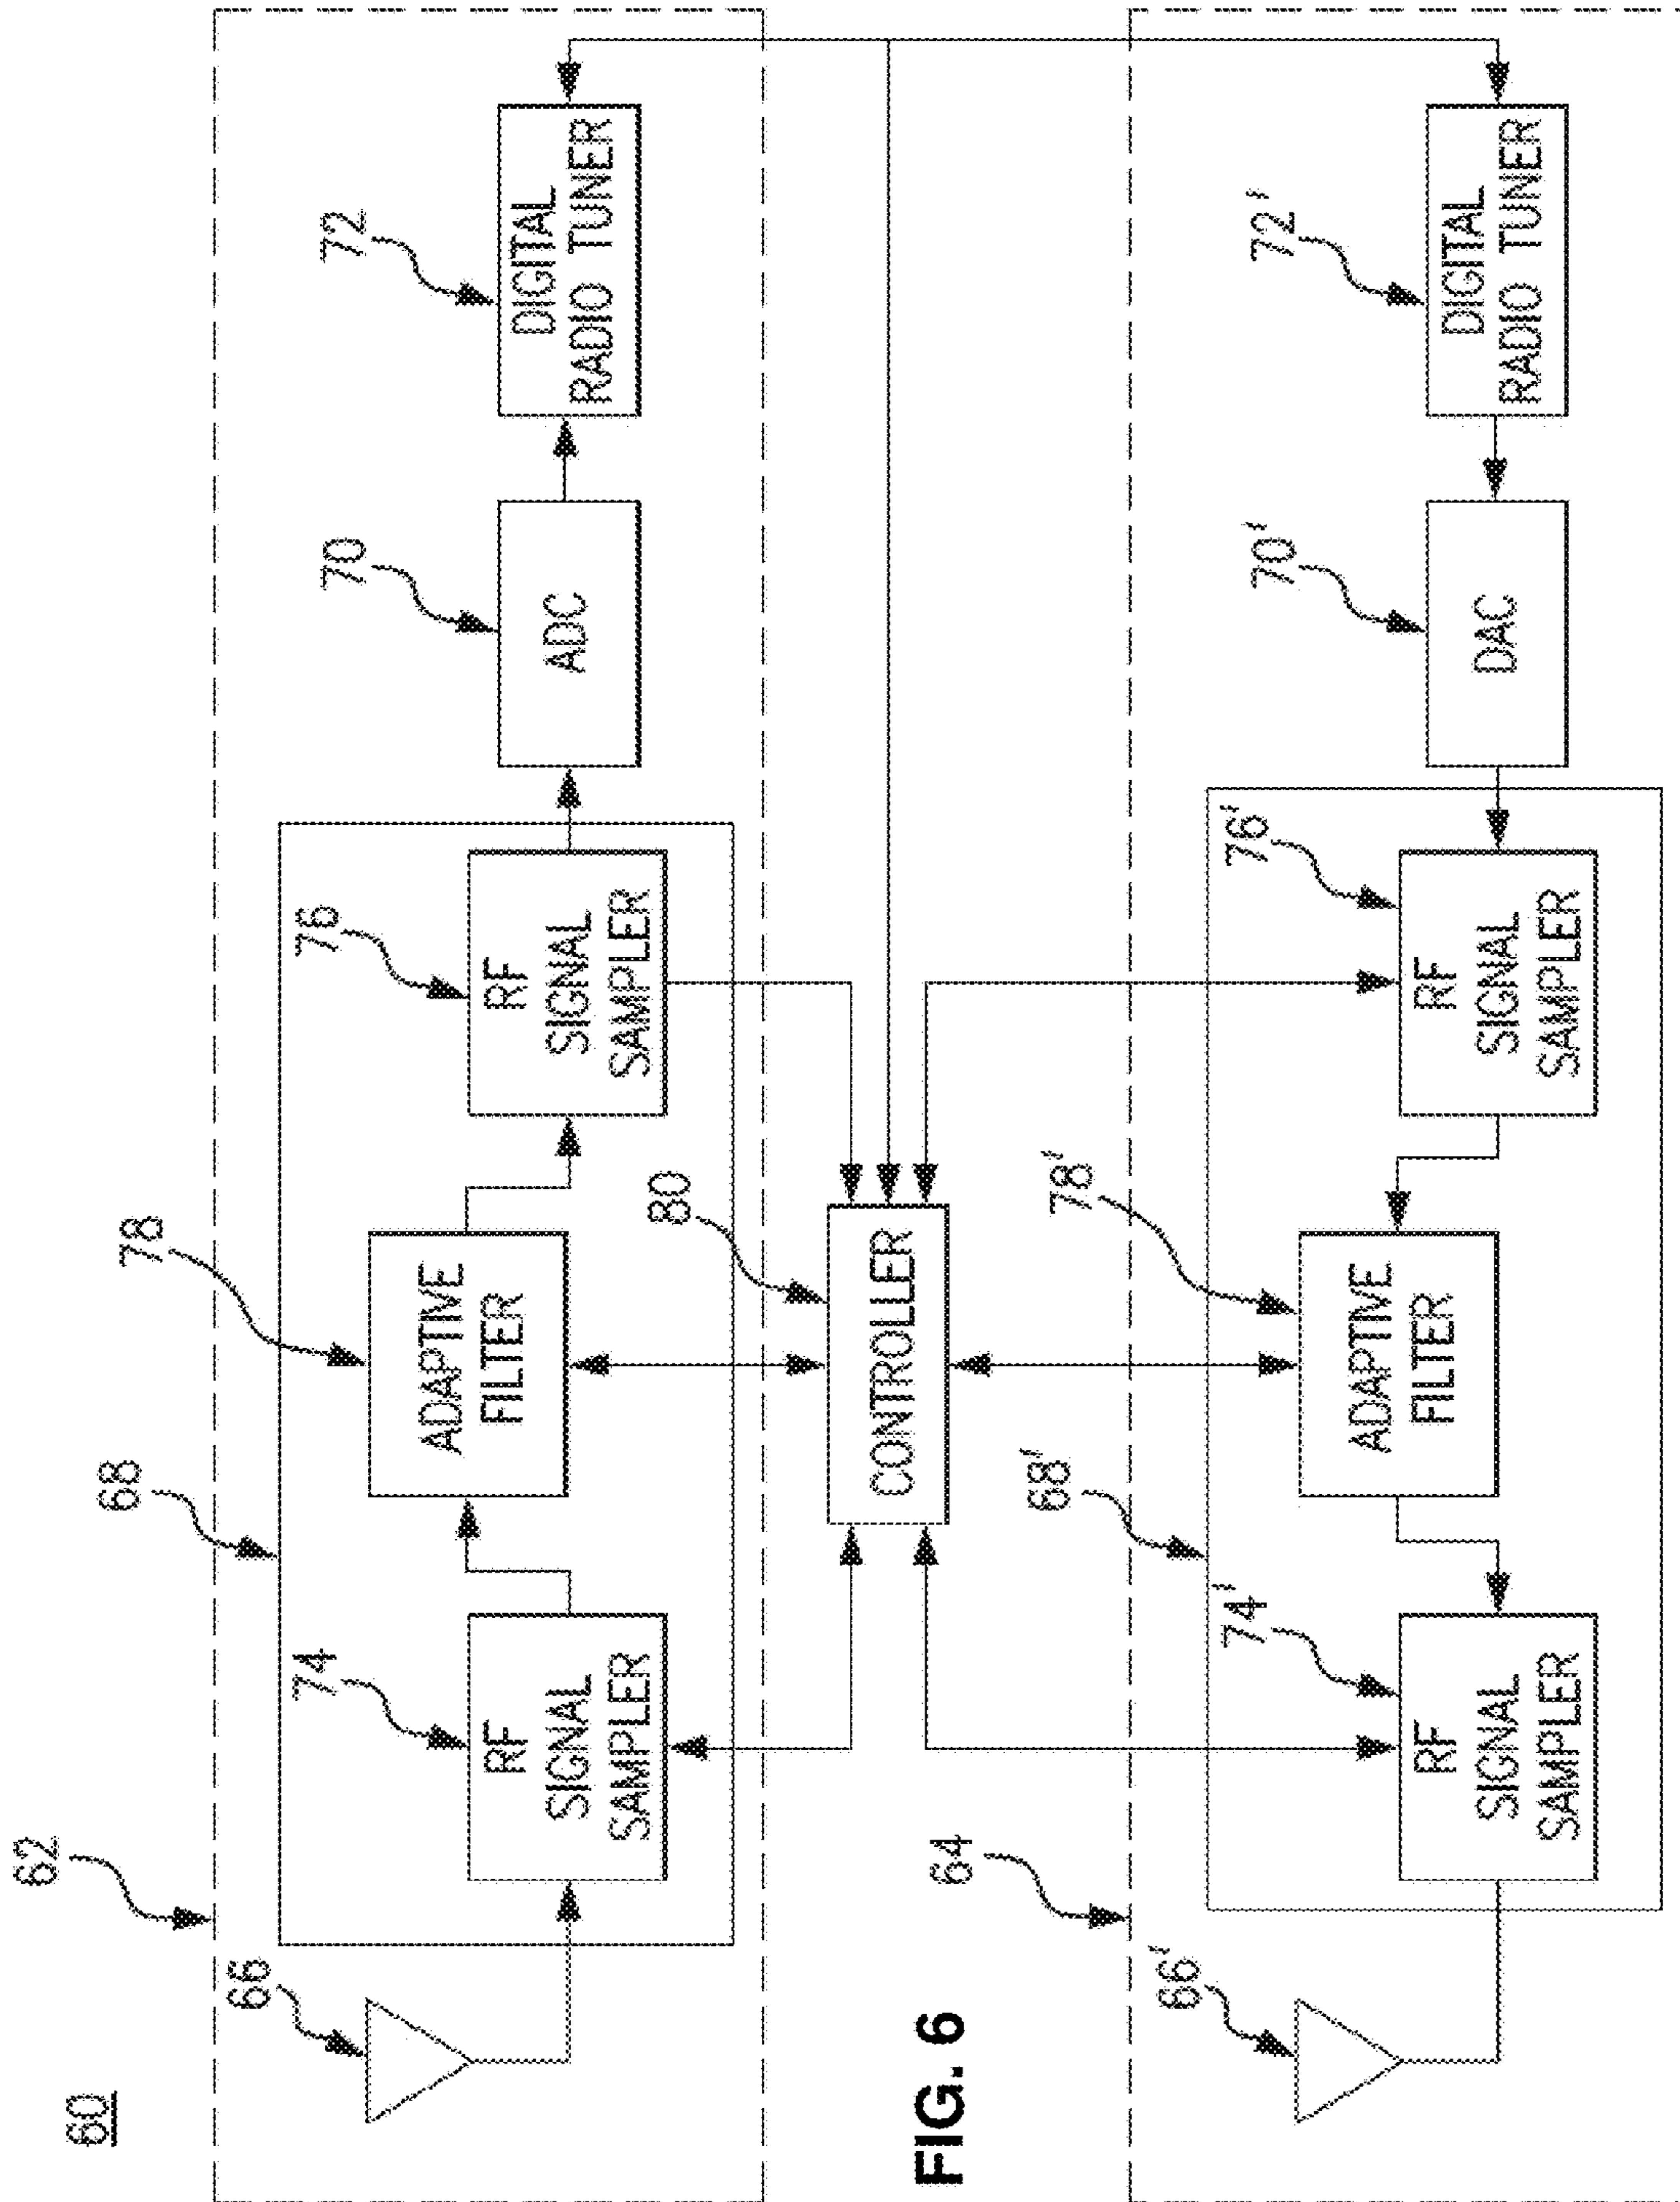 60
62
66
68
74
RF
SIGNAL
SAMPLER
78
ADAPTIVE
FILTER
76
RF
SIGNAL
SAMPLER
70
ADC
72
DIGITAL
RADIO TUNER
80
CONTROLLER
FIG. 6
64
66'
68'
74'
RF
SIGNAL
SAMPLER
78'
ADAPTIVE
FILTER
76'
RF
SIGNAL
SAMPLER
70'
DAC
72'
DIGITAL
RADIO TUNER